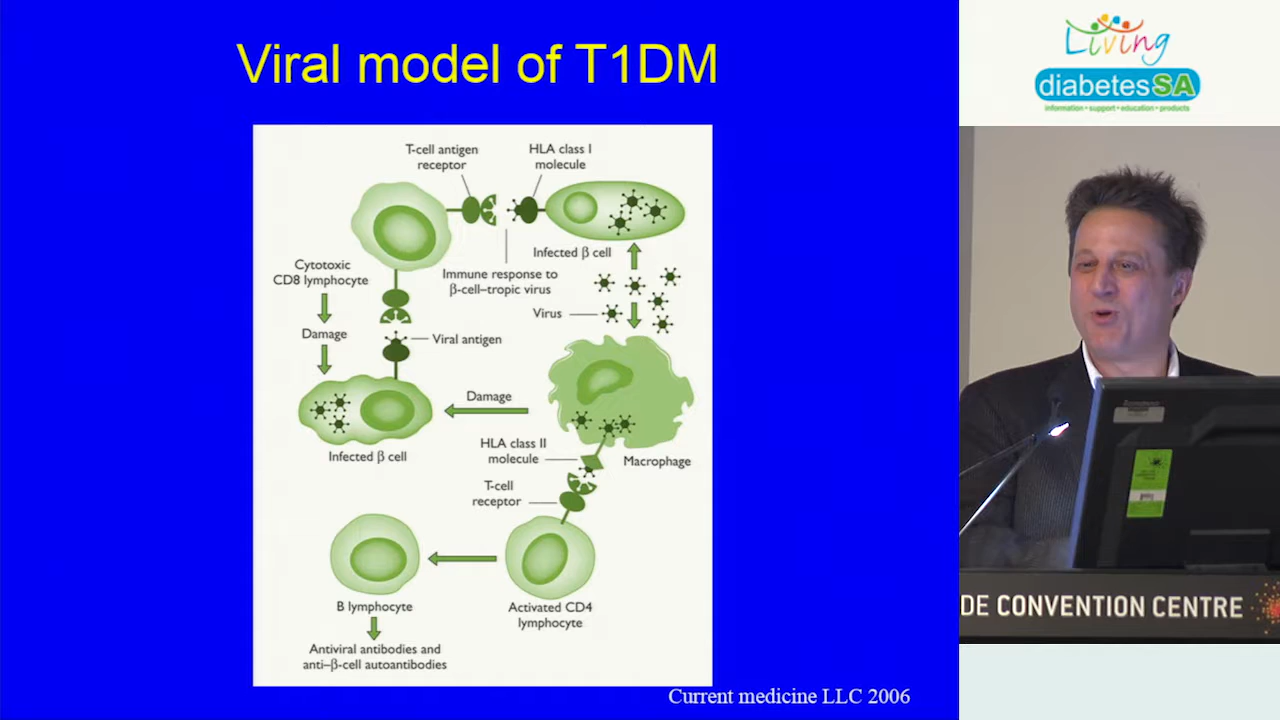 Viral model of T1DM
T-cell antigen
receptor
HLA class I
molecule
Infected β cell
Cytotoxic
CD8 lymphocyte
Immune response to
β-cell–tropic virus
Virus
Damage
Viral antigen
Damage
HLA class II
molecule
Infected β cell
Macrophage
T-cell
receptor
B lymphocyte
Activated CD4
lymphocyte
Antiviral antibodies and
anti–β-cell autoantibodies
Current medicine LLC 2006
Living
diabetesSA
information • support • education • products
DE CONVENTION CENTRE